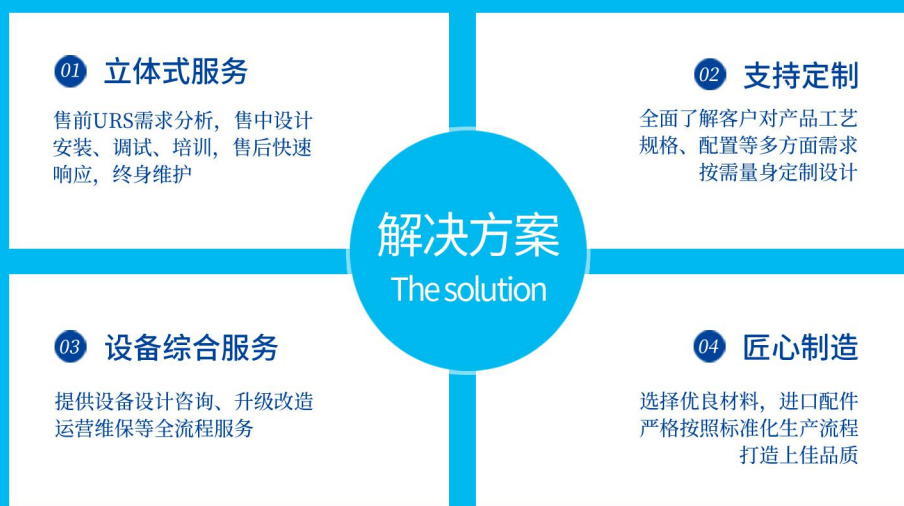 01 立体式服务
售前URS需求分析，售中设计
安装、调试、培训，售后快速
响应，终身维护
02 支持定制
全面了解客户对产品工艺
规格、配置等多方面需求
按需量身定制设计
解决方案
The solution
03 设备综合服务
提供设备设计咨询、升级改造
运营维保等全流程服务
04 匠心制造
选择优良材料，进口配件
严格按照标准化生产流程
打造上佳品质